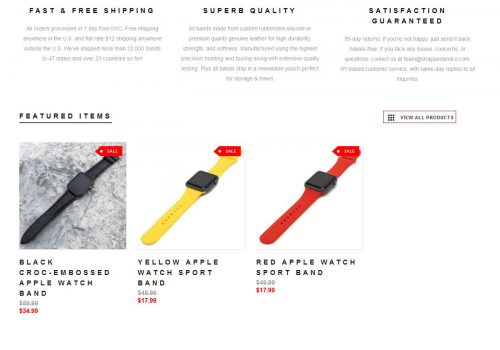 FAST & FREE SHIPPING
All orders processed in 1 day from NYC. Free shipping
anywhere in the U.S. and flat rate $12 shipping anywhere
outside the U.S. We've shipped more than 32,000 bands
to 47 states and over 23 countries so far!
SUPERB QUALITY
All bands made from custom rubberized-silicone or
premium quality genuine leather for high durability,
strength, and softness. Manufactured using the highest
precision molding and tooling along with extensive quality
testing. Plus all bands ship in a resealable pouch perfect
for storage & travel.
SATISFACTION
GUARANTEED
30-day returns. If you're not happy, just send it back,
hassle-free. If you face any issues, concerns, or
questions, contact us at team@strappedandco.com
NY-based customer service, with same-day replies to all
inquiries.
FEATURED ITEMS
VIEW ALL PRODUCTS
SALE
SALE
SALE
BLACK
CROC-EMBOSSED
APPLE WATCH
BAND
$59.99
$34.99
YELLOW APPLE
WATCH SPORT
BAND
$49.99
$17.99
RED APPLE WATCH
SPORT BAND
$49.99
$17.99